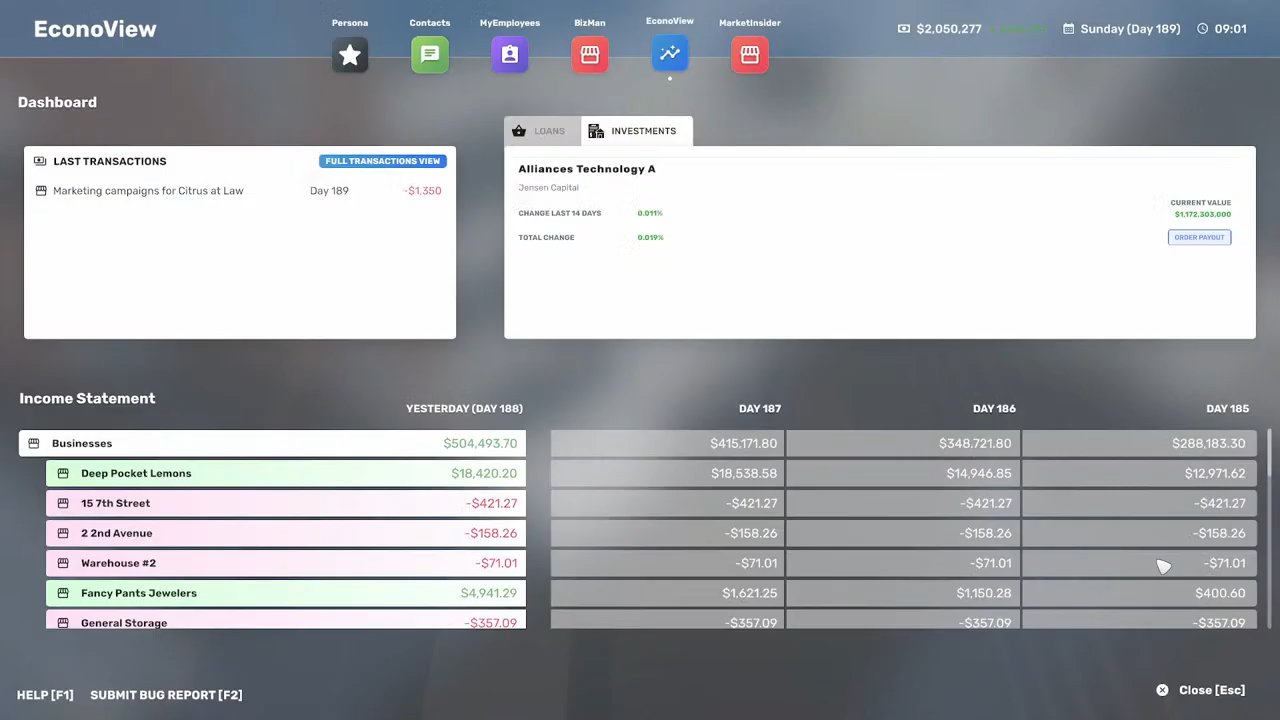 EconoView
Persona
Contacts
MyEmployees
BizMan
EconoView
MarketInsider
$2,050,277
Sunday (Day 189)
09:01
Dashboard
LAST TRANSACTIONS
FULL TRANSACTIONS VIEW
Marketing campaigns for Citrus at Law Day 189 -$1,350
LOANS
INVESTMENTS
Alliances Technology A
Jensen Capital
CHANGE LAST 14 DAYS 0.011%
TOTAL CHANGE 0.019%
CURRENT VALUE
$1,172,303,000
ORDER PAYOUT
Income Statement
YESTERDAY (DAY 188) DAY 187 DAY 186 DAY 185
Businesses $504,493.70 $415,171.80 $348,721.80 $288,183.30
Deep Pocket Lemons $18,420.20 $18,538.58 $14,946.85 $12,971.62
15 7th Street -$421.27 -$421.27 -$421.27 -$421.27
2 2nd Avenue -$158.26 -$158.26 -$158.26 -$158.26
Warehouse #2 -$71.01 -$71.01 -$71.01 -$71.01
Fancy Pants Jewelers $4,941.29 $1,621.25 $1,150.28 $400.60
General Storage -$357.09 -$357.09 -$357.09 -$357.09
HELP [F1] SUBMIT BUG REPORT [F2]
Close [Esc]